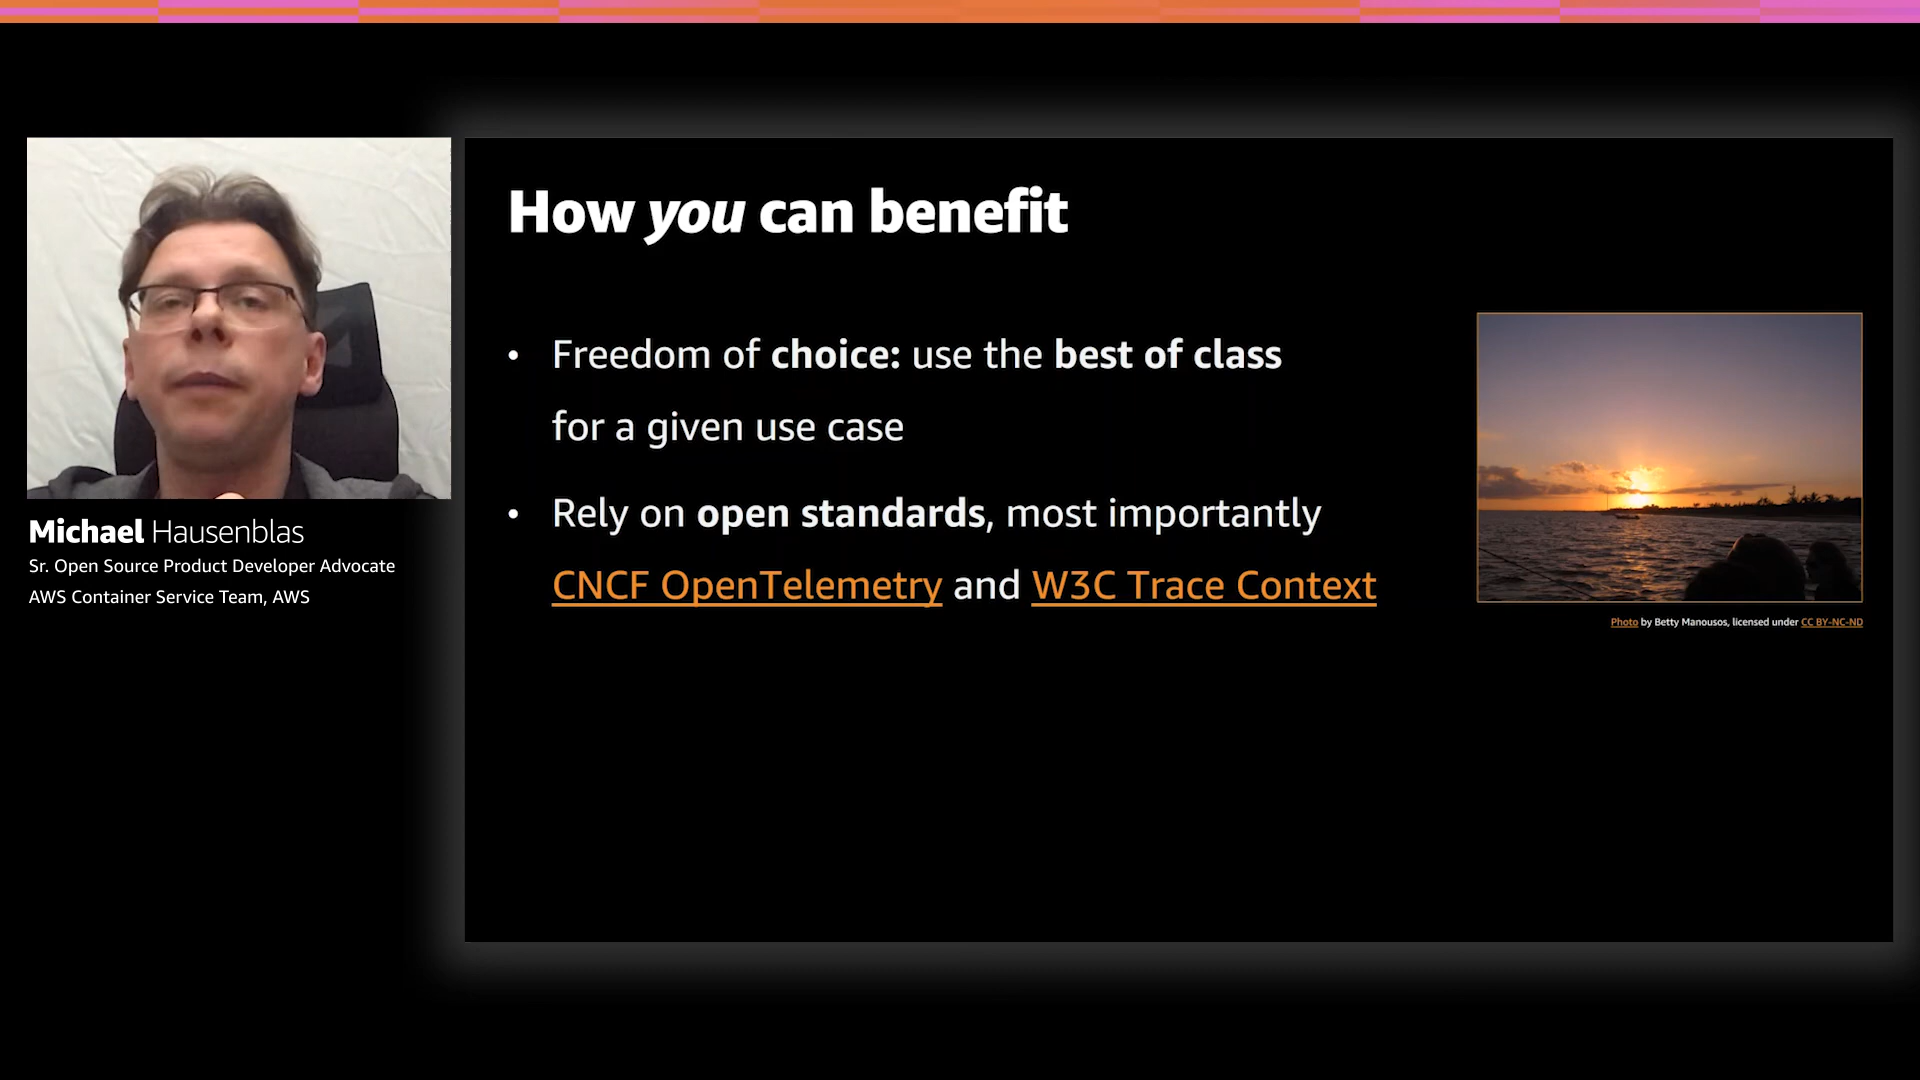 Michael Hausenblas
Sr. Open Source Product Developer Advocate
AWS Container Service Team, AWS
How you can benefit
• Freedom of choice: use the best of class
for a given use case
• Rely on open standards, most importantly
CNCF OpenTelemetry and W3C Trace Context
Photo by Betty Manousos, licensed under CC BY-NC-ND